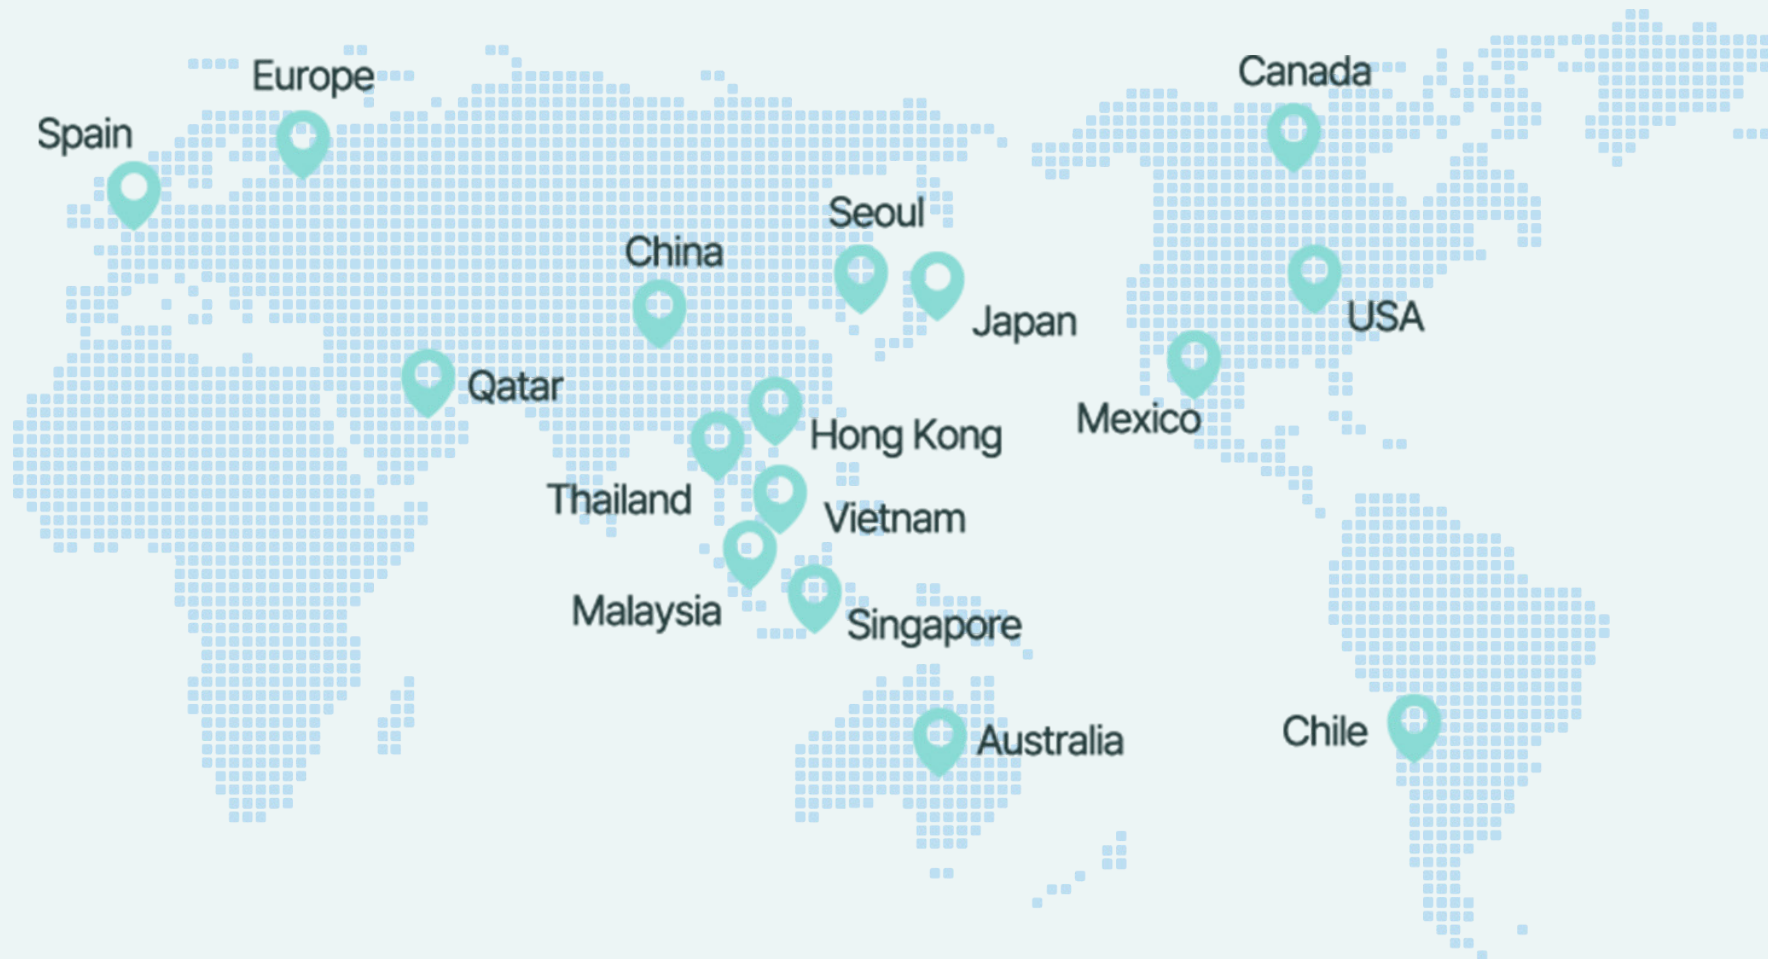 Europe
Canada
Spain
Seoul
China
Japan
USA
Qatar
Mexico
Hong Kong
Thailand
Vietnam
Malaysia
Singapore
Australia
Chile